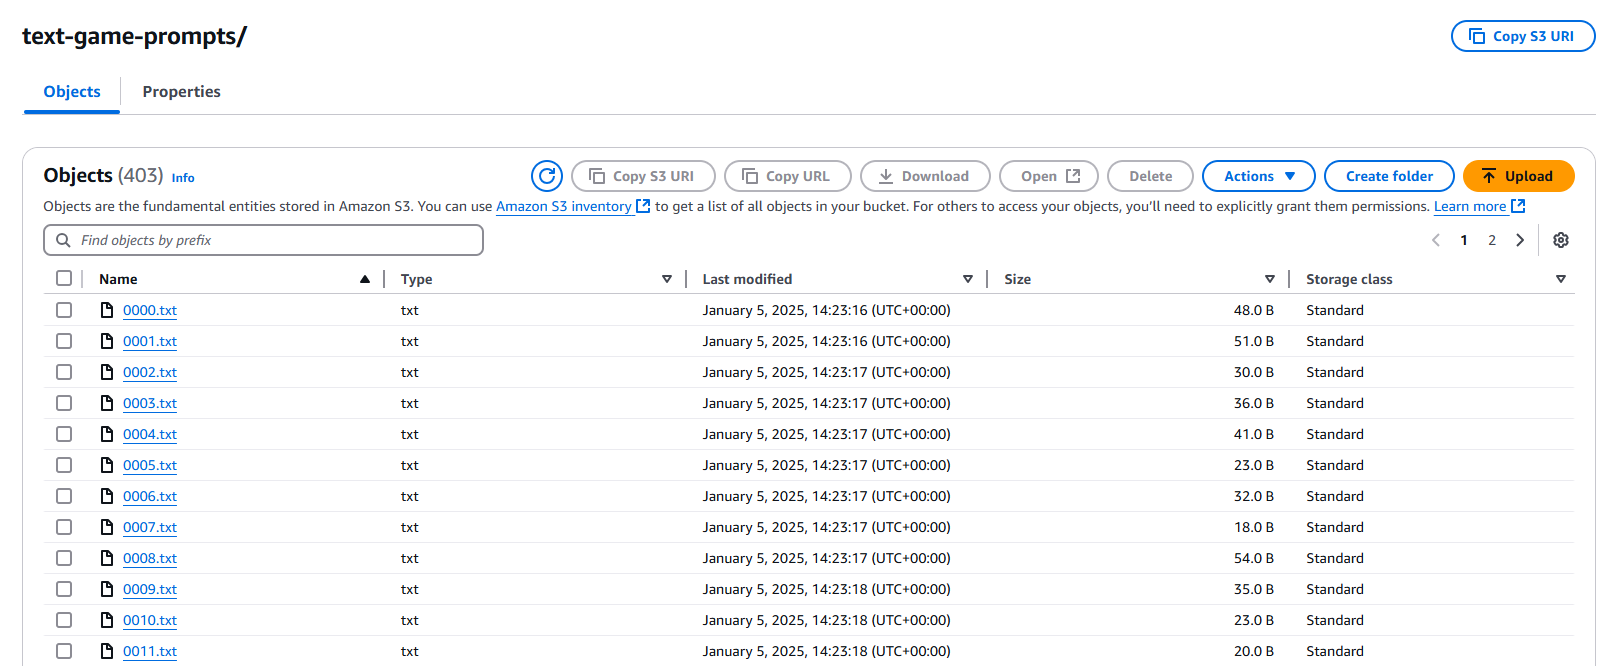 text-game-prompts/
Copy S3 URI
Objects Properties
Objects (403) Info
Copy S3 URI Copy URL Download Open Delete Actions Create folder Upload
Objects are the fundamental entities stored in Amazon S3. You can use Amazon S3 inventory to get a list of all objects in your bucket. For others to access your objects, you'll need to explicitly grant them permissions. Learn more
Find objects by prefix
1 2
Name Type Last modified Size Storage class
0000.txt txt January 5, 2025, 14:23:16 (UTC+00:00) 48.0 B Standard
0001.txt txt January 5, 2025, 14:23:16 (UTC+00:00) 51.0 B Standard
0002.txt txt January 5, 2025, 14:23:17 (UTC+00:00) 30.0 B Standard
0003.txt txt January 5, 2025, 14:23:17 (UTC+00:00) 36.0 B Standard
0004.txt txt January 5, 2025, 14:23:17 (UTC+00:00) 41.0 B Standard
0005.txt txt January 5, 2025, 14:23:17 (UTC+00:00) 23.0 B Standard
0006.txt txt January 5, 2025, 14:23:17 (UTC+00:00) 32.0 B Standard
0007.txt txt January 5, 2025, 14:23:17 (UTC+00:00) 18.0 B Standard
0008.txt txt January 5, 2025, 14:23:17 (UTC+00:00) 54.0 B Standard
0009.txt txt January 5, 2025, 14:23:18 (UTC+00:00) 35.0 B Standard
0010.txt txt January 5, 2025, 14:23:18 (UTC+00:00) 23.0 B Standard
0011.txt txt January 5, 2025, 14:23:18 (UTC+00:00) 20.0 B Standard